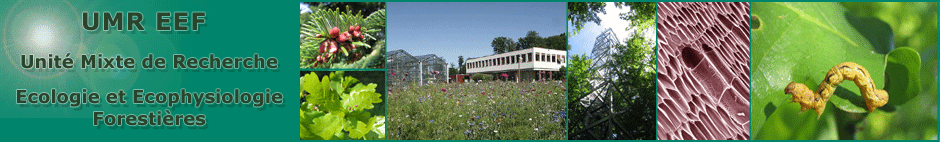 UMR EEF
Unité Mixte de Recherche
Ecologie et Ecophysiologie
Forestières